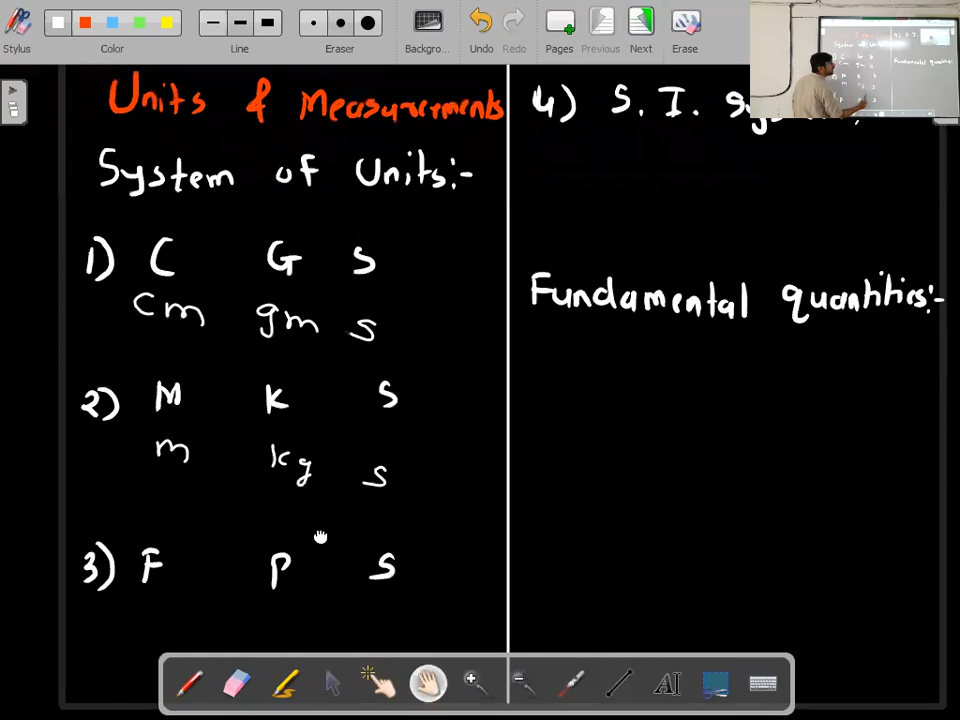 Stylus
Color
Line
Eraser
Backgro...
Undo
Redo
Pages
Previous
Next
Erase
Units & Measurements
System of Units:-
1) C G S
cm gm s
2) M K S
m kg s
3) F P S
4) S. I.
Fundamental quantities:-
AI